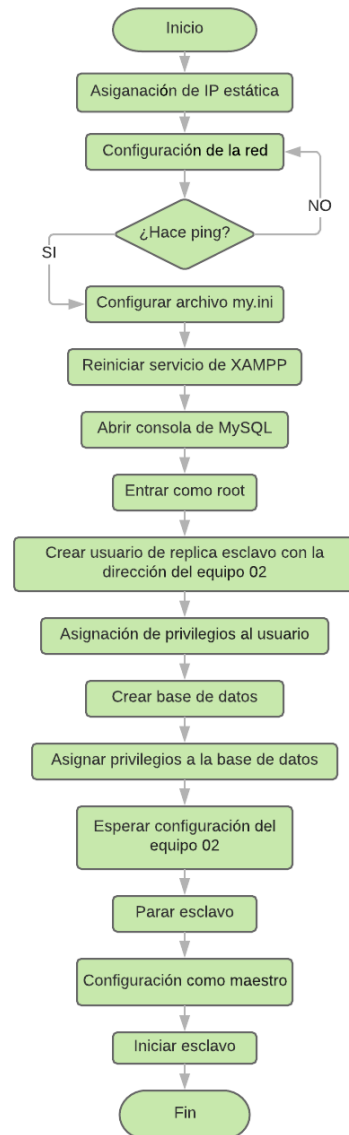 Inicio
Asiganación de IP estática
Configuración de la red
NO
¿Hace ping?
SI
Configurar archivo my.ini
Reiniciar servicio de XAMPP
Abrir consola de MySQL
Entrar como root
Crear usuario de replica esclavo con la
dirección del equipo 02
Asignación de privilegios al usuario
Crear base de datos
Asignar privilegios a la base de datos
Esperar configuración del
equipo 02
Parar esclavo
Configuración como maestro
Iniciar esclavo
Fin